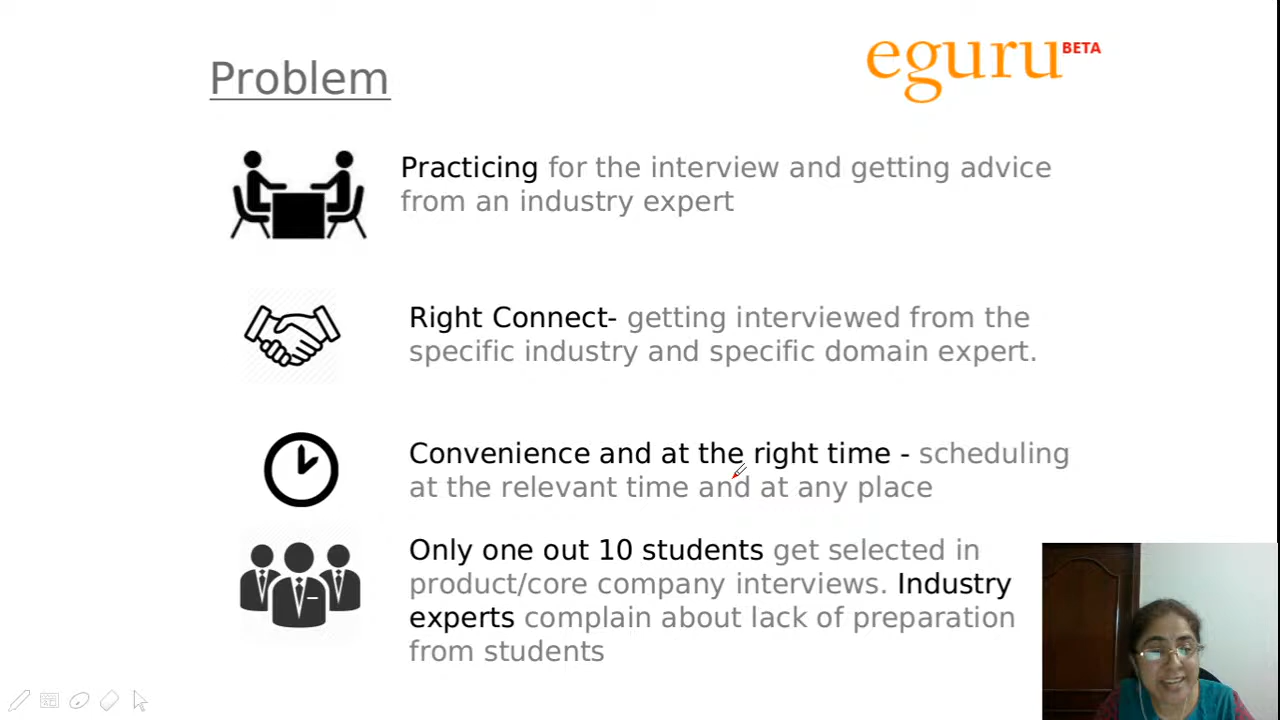 Problem
eguru BETA
Practicing for the interview and getting advice
from an industry expert
Right Connect- getting interviewed from the
specific industry and specific domain expert.
Convenience and at the right time - scheduling
at the relevant time and at any place
Only one out 10 students get selected in
product/core company interviews. Industry
experts complain about lack of preparation
from students